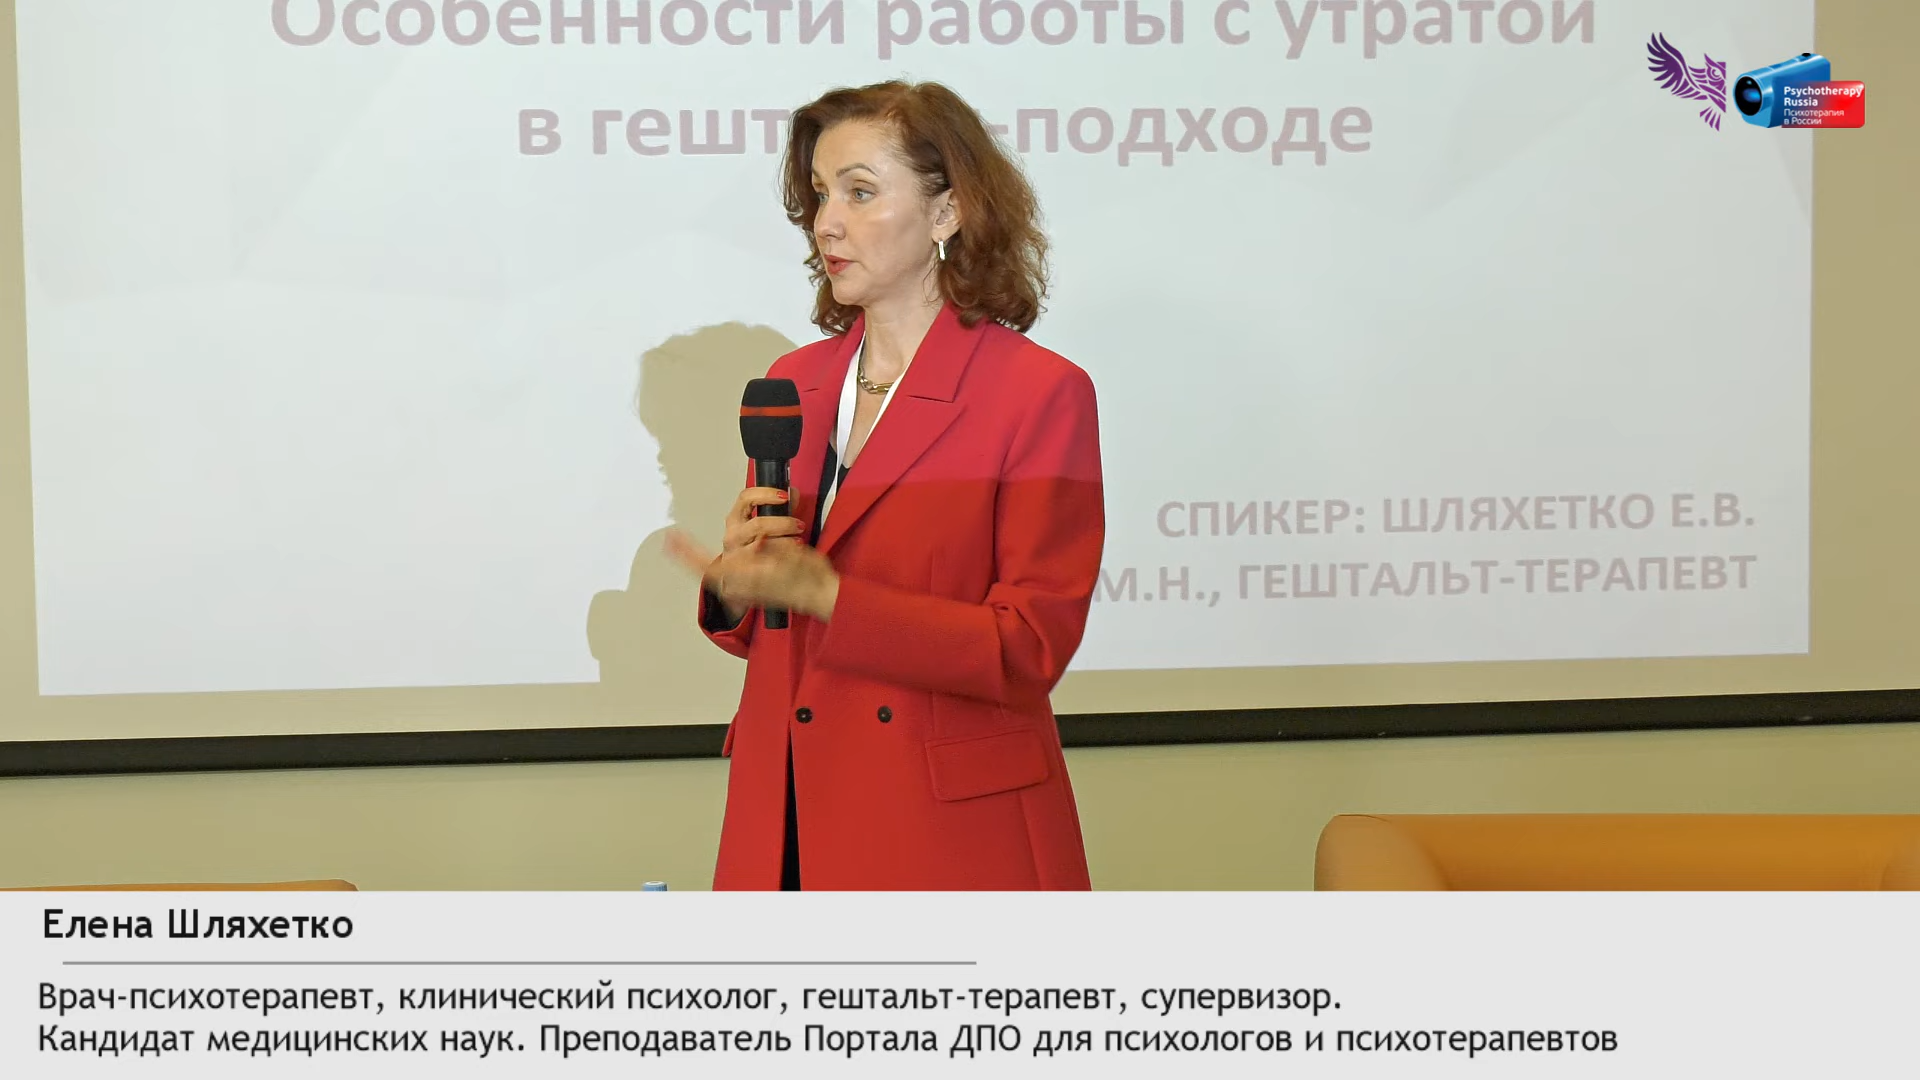 Особенности работы с утратой
в гешт -подходе
Psychotherapy
Russia
Психотерапия
в России
СПИКЕР: ШЛЯХЕТКО Е.В.
М.Н., ГЕШТАЛЬТ-ТЕРАПЕВТ
Елена Шляхетко
Врач-психотерапевт, клинический психолог, гештальт-терапевт, супервизор.
Кандидат медицинских наук. Преподаватель Портала ДПО для психологов и психотерапевтов